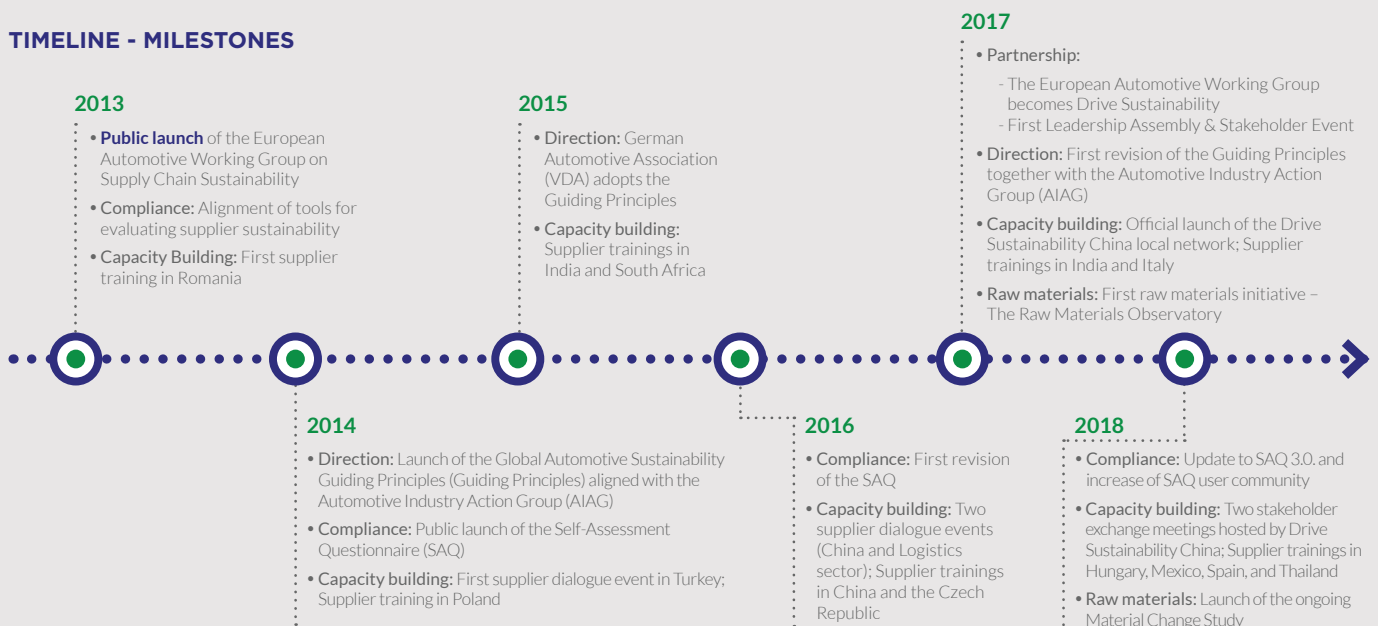 TIMELINE - MILESTONES
2013
• Public launch of the European
Automotive Working Group on
Supply Chain Sustainability
• Compliance: Alignment of tools for
evaluating supplier sustainability
• Capacity Building: First supplier
training in Romania
2014
• Direction: Launch of the Global Automotive Sustainability
Guiding Principles (Guiding Principles) aligned with the
Automotive Industry Action Group (AIAG)
• Compliance: Public launch of the Self-Assessment
Questionnaire (SAQ)
• Capacity building: First supplier dialogue event in Turkey;
Supplier training in Poland
2015
• Direction: German
Automotive Association
(VDA) adopts the
Guiding Principles
• Capacity building:
Supplier trainings in
India and South Africa
2016
• Compliance: First revision
of the SAQ
• Capacity building: Two
supplier dialogue events
(China and Logistics
sector); Supplier trainings
in China and the Czech
Republic
2017
• Partnership:
- The European Automotive Working Group
becomes Drive Sustainability
- First Leadership Assembly & Stakeholder Event
• Direction: First revision of the Guiding Principles
together with the Automotive Industry Action
Group (AIAG)
• Capacity building: Official launch of the Drive
Sustainability China local network; Supplier
trainings in India and Italy
• Raw materials: First raw materials initiative –
The Raw Materials Observatory
2018
• Compliance: Update to SAQ 3.0. and
increase of SAQ user community
• Capacity building: Two stakeholder
exchange meetings hosted by Drive
Sustainability China; Supplier trainings in
Hungary, Mexico, Spain, and Thailand
• Raw materials: Launch of the ongoing
Material Change Study